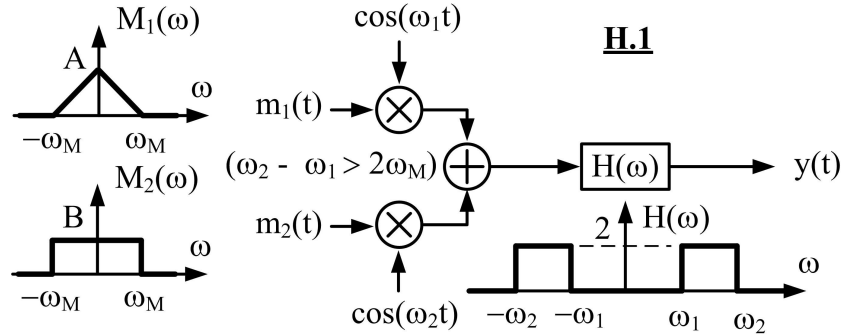 cos(ω₁t)
H.1
M₁(ω)
A
ω
−ω_M ω_M
m₁(t)
(ω₂ - ω₁ > 2ω_M)
H(ω)
y(t)
M₂(ω)
B
ω
−ω_M ω_M
m₂(t)
cos(ω₂t)
H(ω)
2
ω
−ω₂ −ω₁ ω₁ ω₂